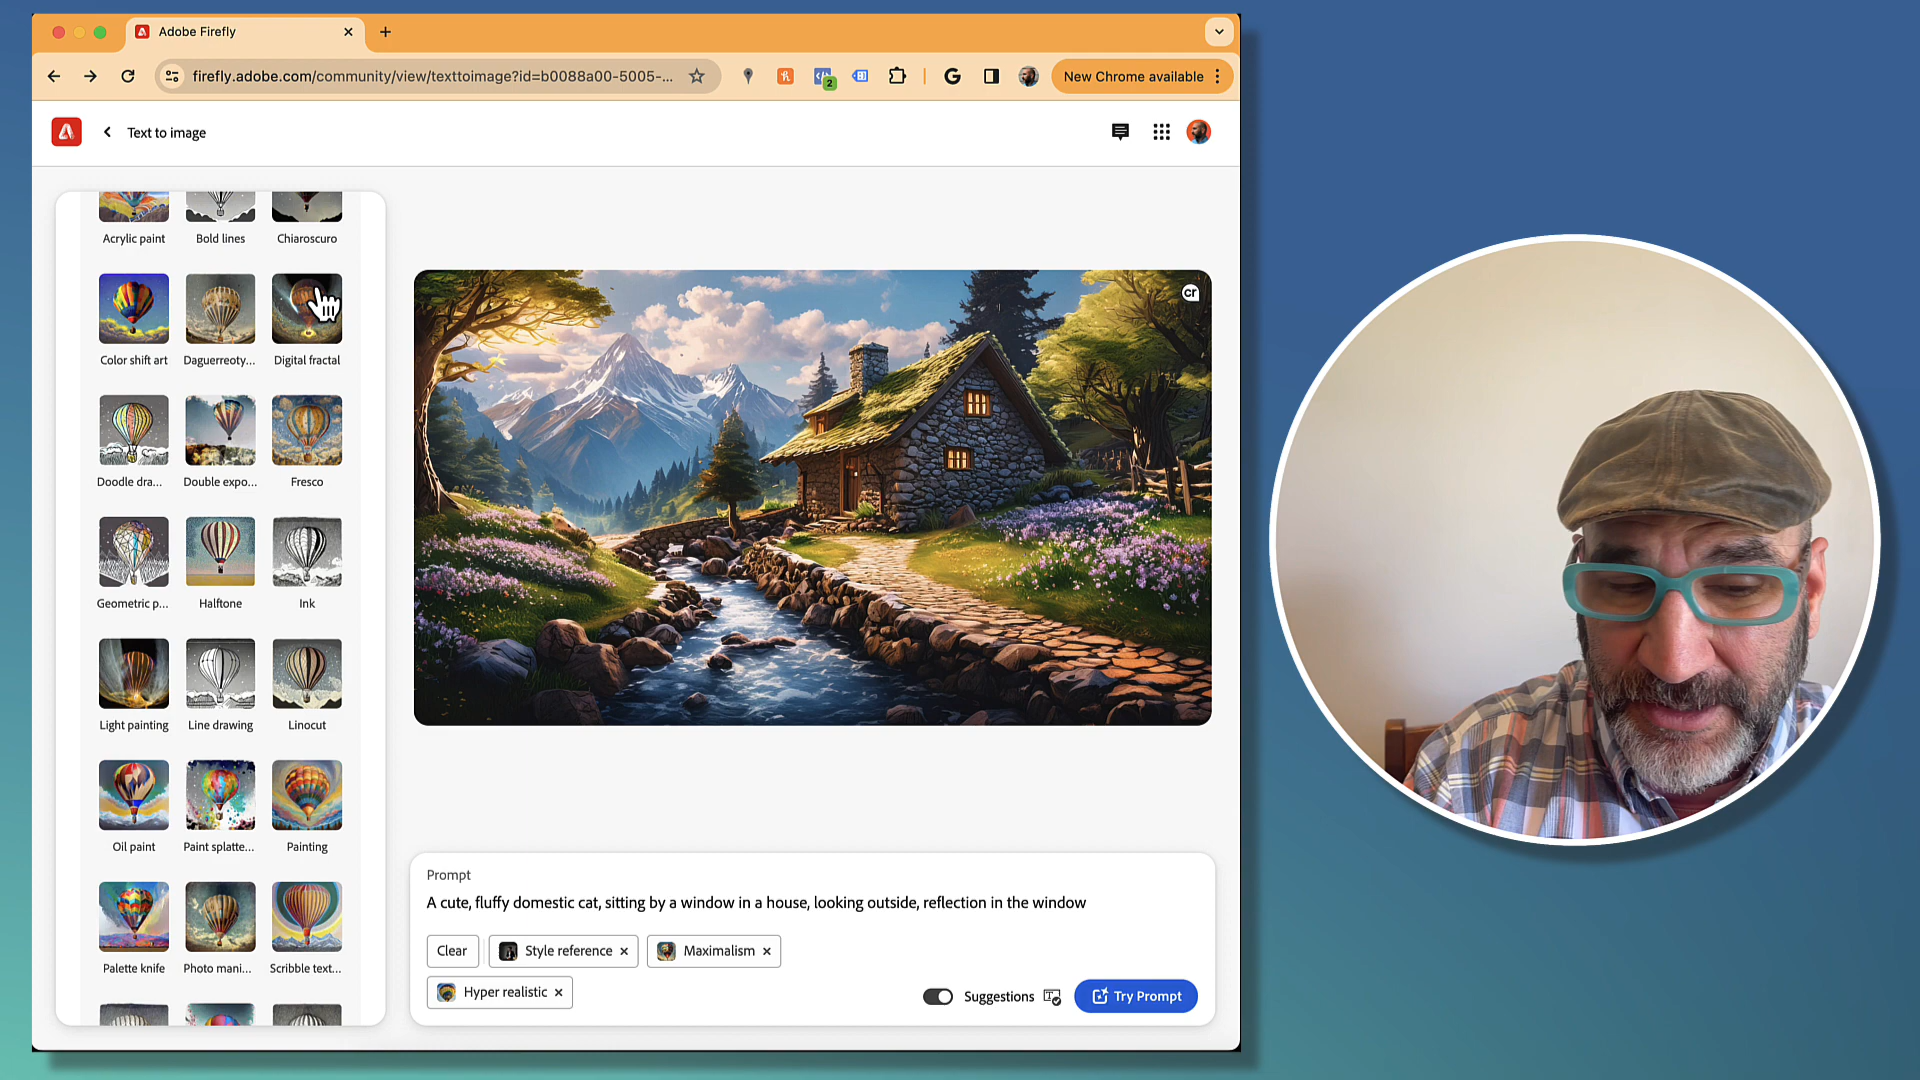 Adobe Firefly
firefly.adobe.com/community/view/texttoimage?id=b0088a00-5005-...
2
New Chrome available
Text to image
Acrylic paint
Bold lines
Chiaroscuro
Color shift art
Daguerreoty...
Digital fractal
Doodle dra...
Double expo...
Fresco
Geometric p...
Halftone
Ink
Light painting
Line drawing
Linocut
Oil paint
Paint splatte...
Painting
Palette knife
Photo mani...
Scribble text...
cr
Prompt
A cute, fluffy domestic cat, sitting by a window in a house, looking outside, reflection in the window
Clear
Style reference
Maximalism
Hyper realistic
Suggestions
Try Prompt